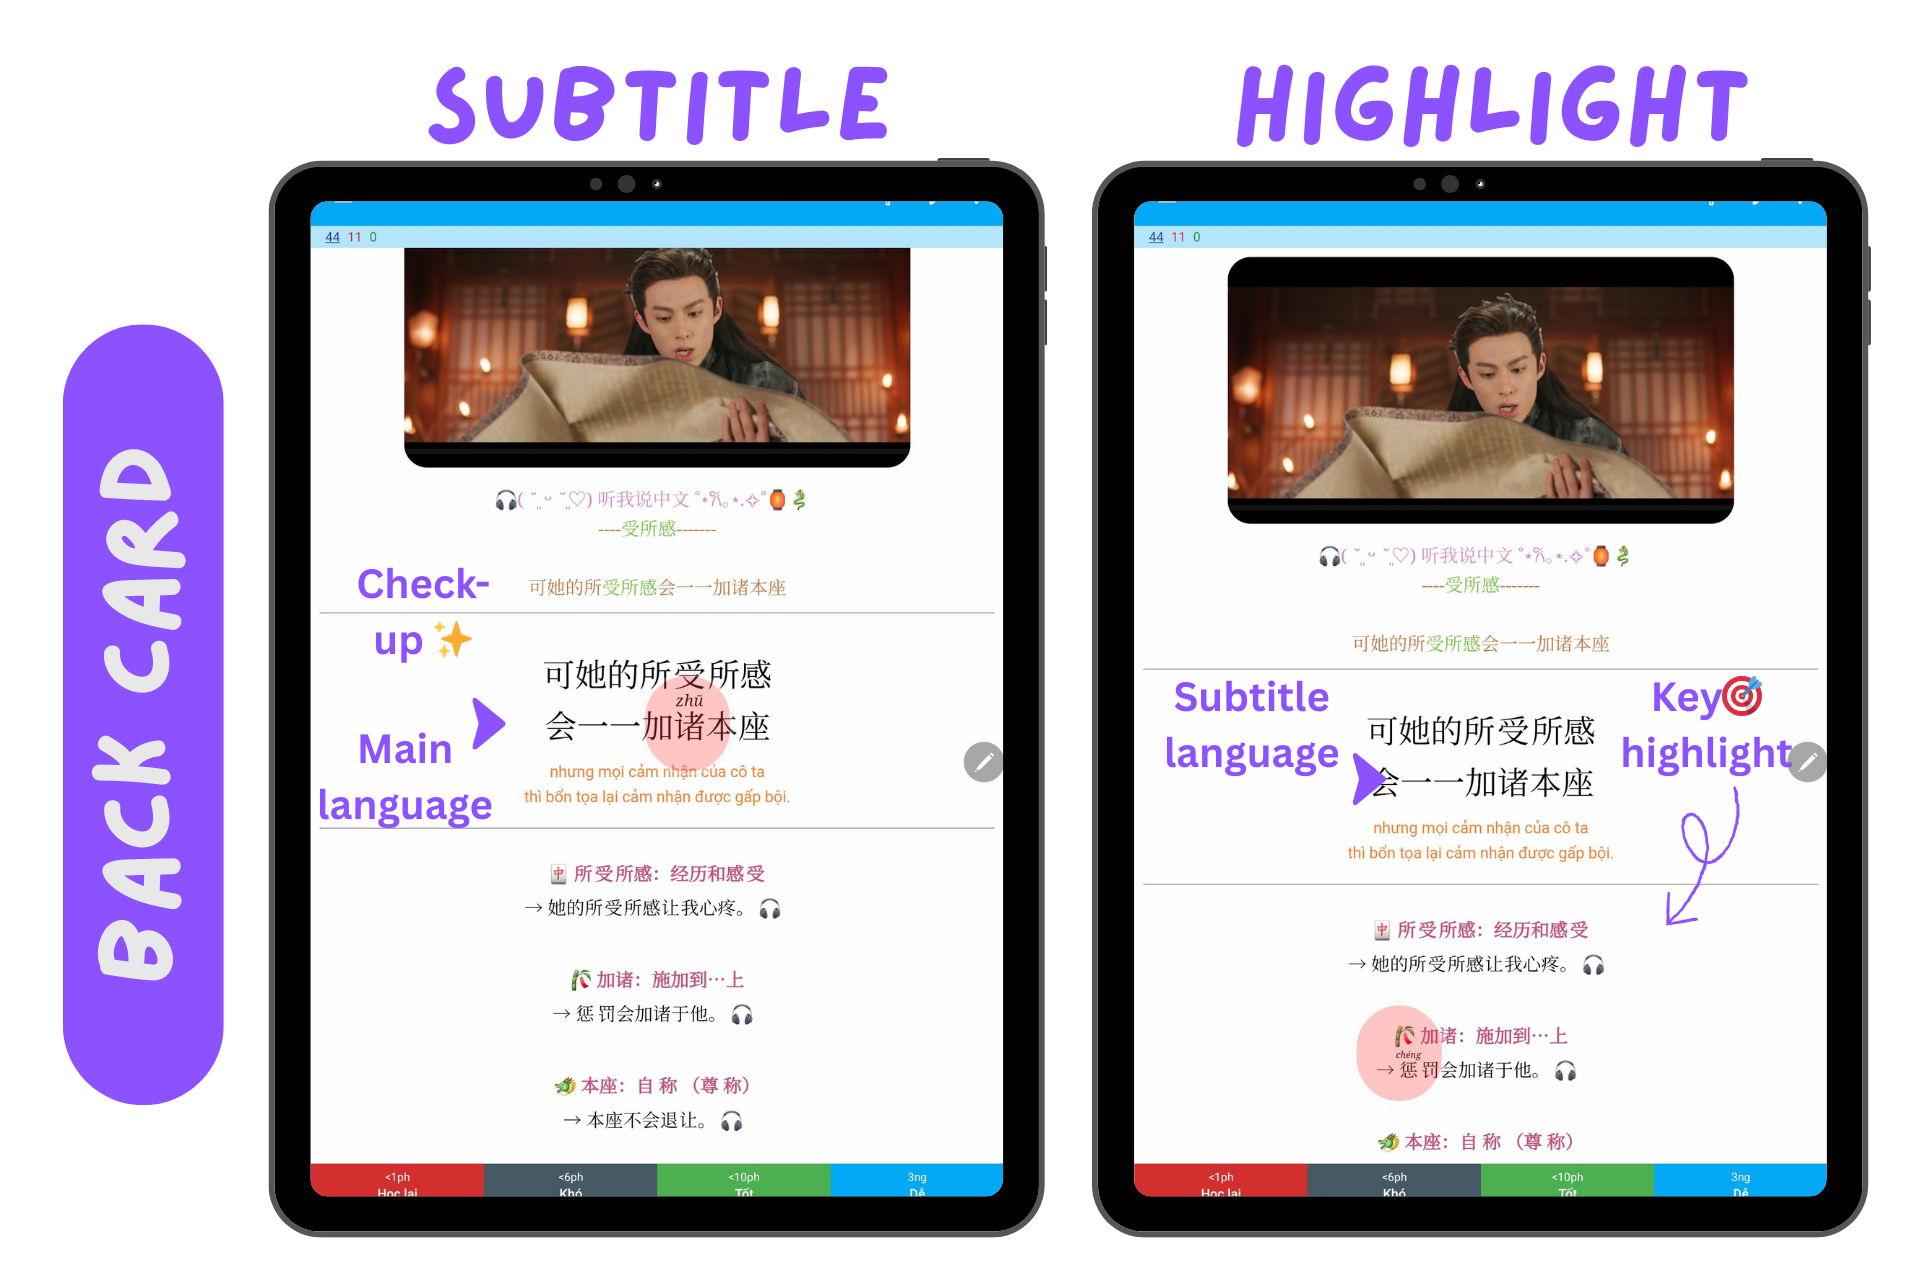 SUBTITLE
HIGHLIGHT
BACK CARD
44 11 0
🎧( ˘͈ ᵕ ˘͈♡) 听我说中文 ˚⋆𐙚｡⋆.✧˚🏮🐉
----受所感-------
Check-
up ✨
可她的所受所感会一一加诸本座
可她的所受所感
zhū
会一一加诸本座
Main
language
nhưng mọi cảm nhận của cô ta
thì bổn tọa lại cảm nhận được gấp bội.
🀄 所受所感：经历和感受
→ 她的所受所感让我心疼。 🎧
🎋 加诸：施加到…上
→ 惩罚会加诸于他。 🎧
🐲 本座：自称（尊称）
→ 本座不会退让。 🎧
<1ph <6ph <10ph 3ng
Học lại Khó Tốt Dễ
44 11 0
🎧( ˘͈ ᵕ ˘͈♡) 听我说中文 ˚⋆𐙚｡⋆.✧˚🏮🐉
----受所感-------
可她的所受所感会一一加诸本座
Subtitle
language
Key🎯
highlight
可她的所受所感
会一一加诸本座
nhưng mọi cảm nhận của cô ta
thì bổn tọa lại cảm nhận được gấp bội.
🀄 所受所感：经历和感受
→ 她的所受所感让我心疼。 🎧
🎋 加诸：施加到…上
chéng
→ 惩罚会加诸于他。 🎧
🐲 本座：自称（尊称）
<1ph <6ph <10ph 3ng
Học lại Khó Tốt Dễ